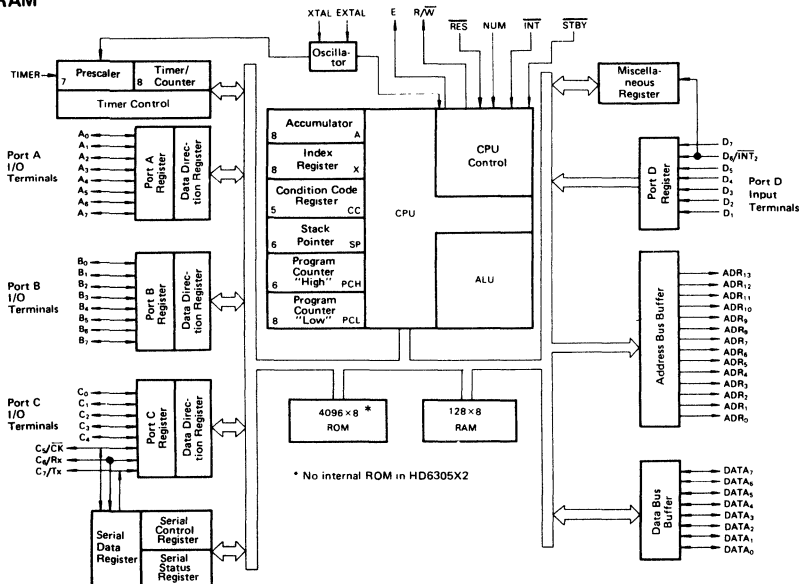 RAM
XTAL EXTAL E R/W̅ R̅E̅S̅ NUM I̅N̅T̅ S̅T̅B̅Y̅
Oscilla-
tor
TIMER
Prescaler
7
Timer/
Counter
8
Timer Control
Port A
I/O
Terminals
A₀
A₁
A₂
A₃
A₄
A₅
A₆
A₇
Port A
Register
Data Direc-
tion Register
Port B
I/O
Terminals
B₀
B₁
B₂
B₃
B₄
B₅
B₆
B₇
Port B
Register
Data Direc-
tion Register
Port C
I/O
Terminals
C₀
C₁
C₂
C₃
C₄
C₅/C̅K̅
C₆/Rx
C₇/Tx
Port C
Register
Data Direc-
tion Register
Serial
Data
Register
Serial
Control
Register
Serial
Status
Register
Accumulator
8 A
Index
Register
8 X
Condition Code
Register
5 CC
Stack
Pointer
6 SP
Program
Counter
"High"
6 PCH
Program
Counter
"Low"
8 PCL
CPU
CPU
Control
ALU
4096×8 *
ROM
128×8
RAM
* No internal ROM in HD6305X2
Miscella-
neous
Register
Port D
Register
D₇
D₆/I̅N̅T̅₂
D₅
D₄
D₃
D₂
D₁
Port D
Input
Terminals
Address Bus Buffer
ADR₁₃
ADR₁₂
ADR₁₁
ADR₁₀
ADR₉
ADR₈
ADR₇
ADR₆
ADR₅
ADR₄
ADR₃
ADR₂
ADR₁
ADR₀
Data Bus
Buffer
DATA₇
DATA₆
DATA₅
DATA₄
DATA₃
DATA₂
DATA₁
DATA₀